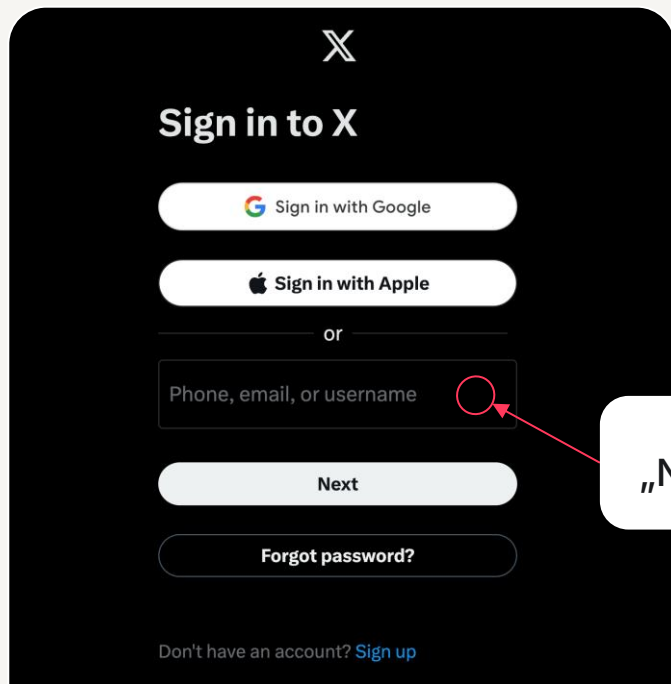 Sign in to X
Sign in with Google
Sign in with Apple
or
Phone, email, or username
Next
Forgot password?
Don't have an account? Sign up